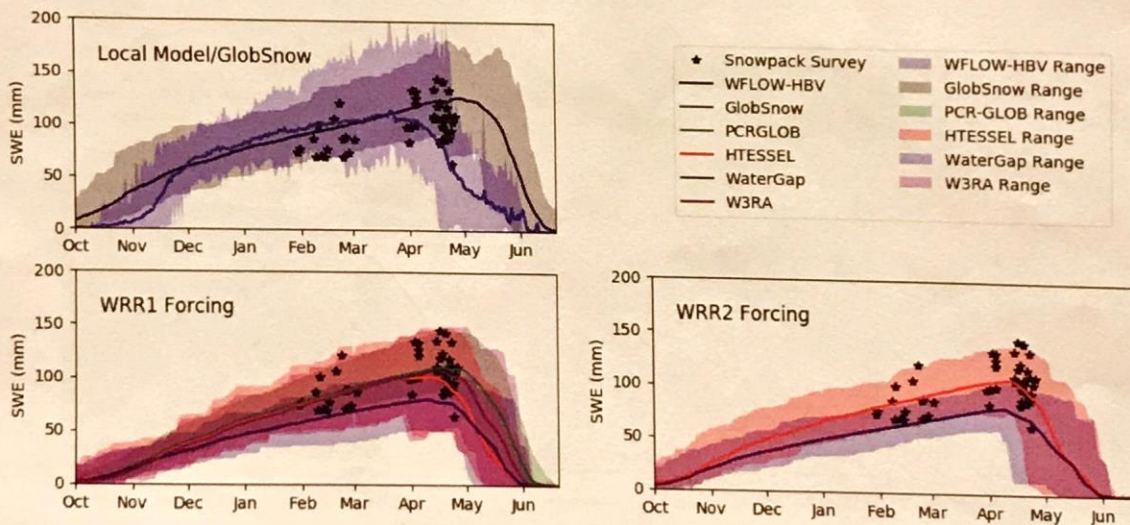 200
150
100
50
0
SWE (mm)
Local Model/GlobSnow
Oct Nov Dec Jan Feb Mar Apr May Jun
Snowpack Survey
WFLOW-HBV
GlobSnow
PCRGLOB
HTESSEL
WaterGap
W3RA
WFLOW-HBV Range
GlobSnow Range
PCR-GLOB Range
HTESSEL Range
WaterGap Range
W3RA Range
200
150
100
50
0
SWE (mm)
WRR1 Forcing
Oct Nov Dec Jan Feb Mar Apr May Jun
200
150
100
50
0
SWE (mm)
WRR2 Forcing
Oct Nov Dec Jan Feb Mar Apr May Jun